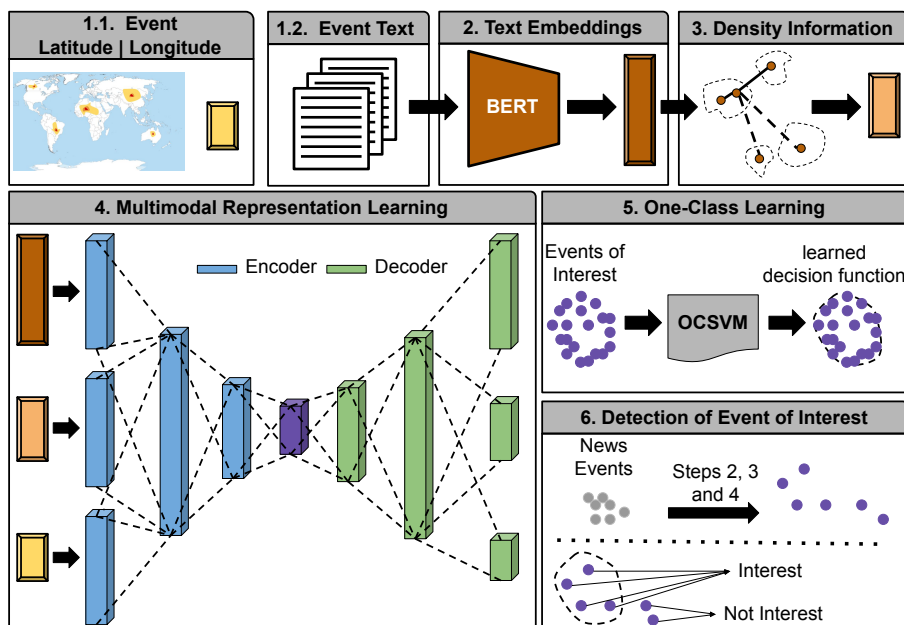 1.1. Event
Latitude | Longitude
1.2. Event Text
2. Text Embeddings
BERT
3. Density Information
4. Multimodal Representation Learning
Encoder
Decoder
5. One-Class Learning
Events of
Interest
OCSVM
learned
decision function
6. Detection of Event of Interest
News
Events
Steps 2, 3
and 4
Interest
Not Interest